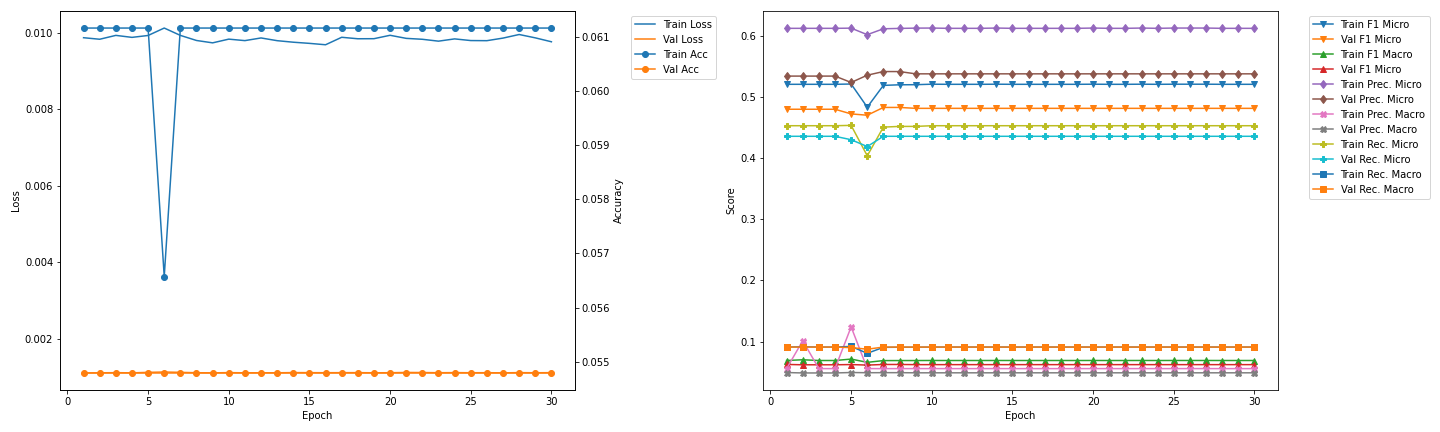 0.010
0.008
0.006
0.004
0.002
Loss
0
5
10
15
20
25
30
Epoch
0.061
0.060
0.059
0.058
0.057
0.056
0.055
Accuracy
Train Loss
Val Loss
Train Acc
Val Acc
0.6
0.5
0.4
0.3
0.2
0.1
Score
0
5
10
15
20
25
30
Epoch
Train F1 Micro
Val F1 Micro
Train F1 Macro
Val F1 Micro
Train Prec. Micro
Val Prec. Micro
Train Prec. Macro
Val Prec. Macro
Train Rec. Micro
Val Rec. Micro
Train Rec. Macro
Val Rec. Macro